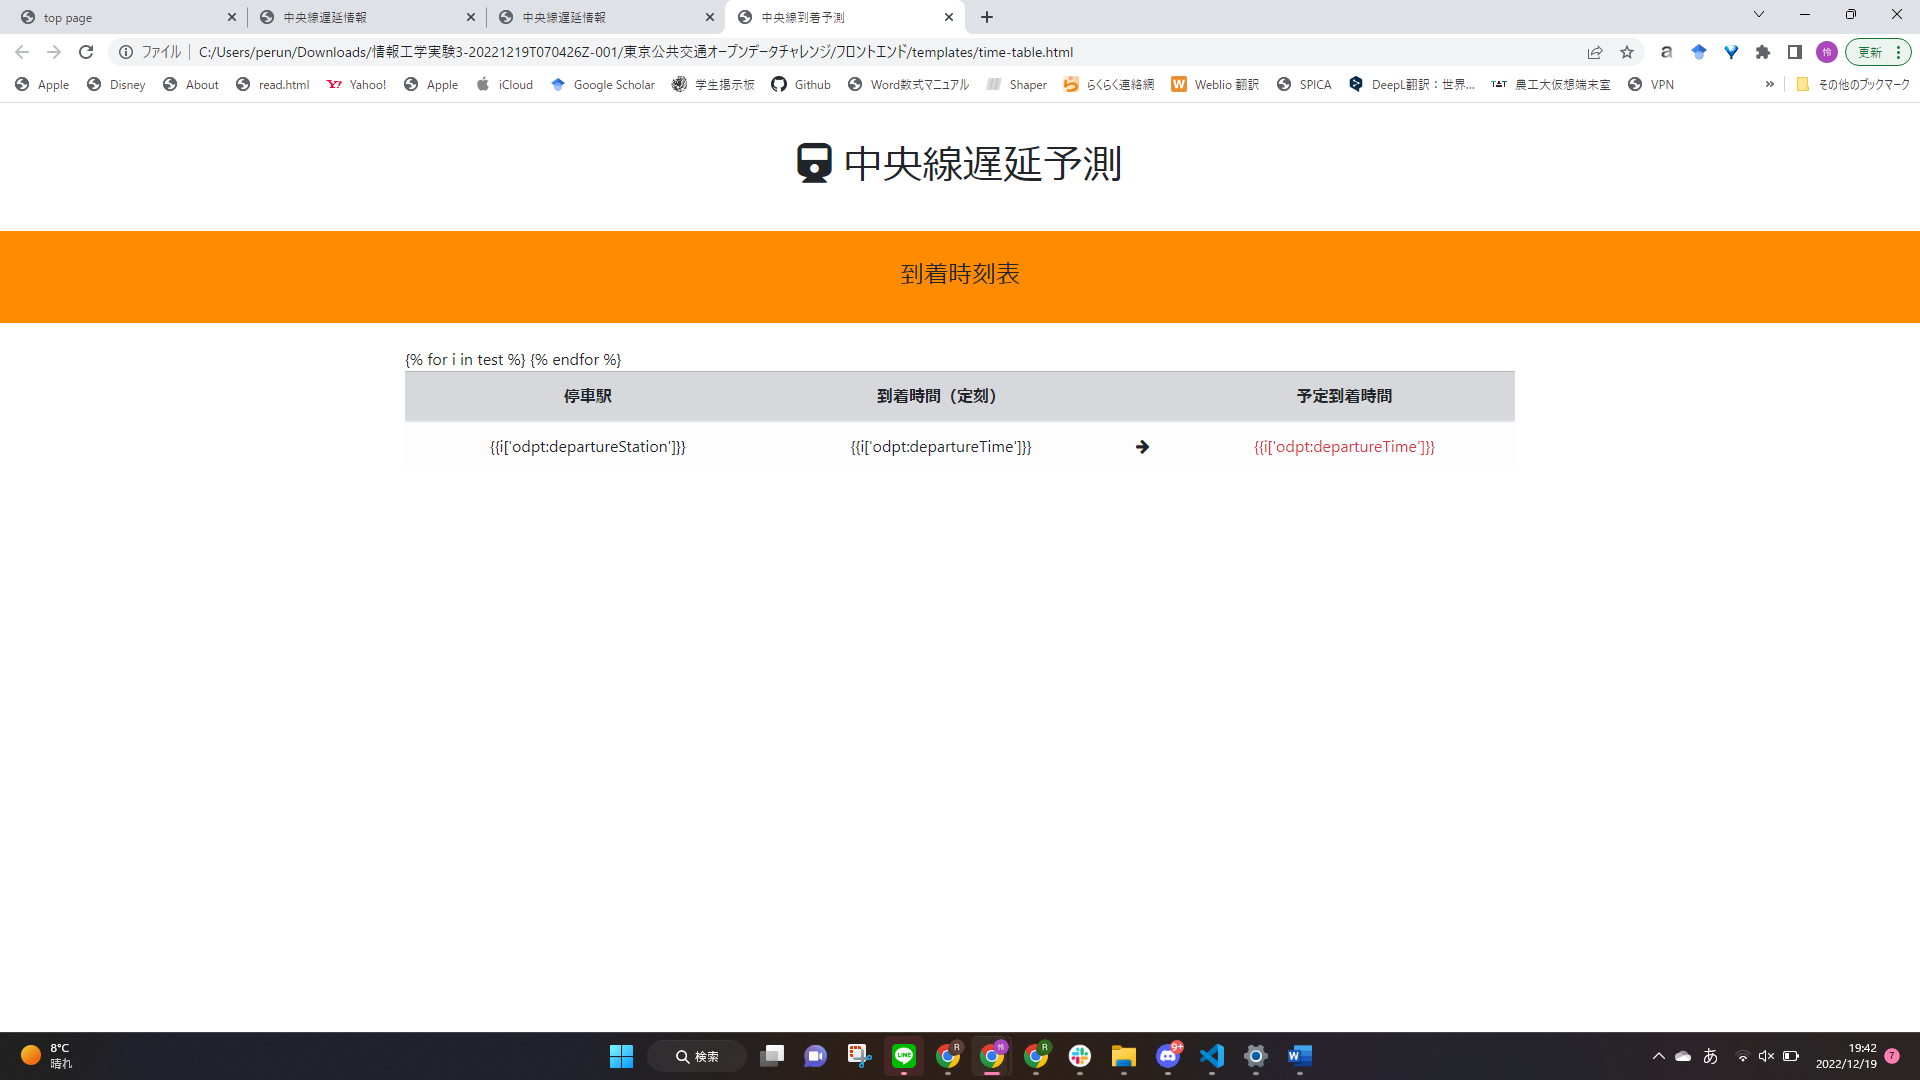 top page
中央線遅延情報
中央線遅延情報
中央線到着予測
ファイル
C:/Users/perun/Downloads/情報工学実験3-20221219T070426Z-001/東京公共交通オープンデータチャレンジ/フロントエンド/templates/time-table.html
a
怜
更新
Apple
Disney
About
read.html
Yahoo!
Apple
iCloud
Google Scholar
学生掲示板
Github
Word数式マニュアル
Shaper
らくらく連絡網
Weblio 翻訳
SPICA
DeepL翻訳：世界...
農工大仮想端末室
VPN
»
その他のブックマーク
中央線遅延予測
到着時刻表
{% for i in test %} {% endfor %}
停車駅 到着時間（定刻） 予定到着時間
{{i['odpt:departureStation']}} {{i['odpt:departureTime']}} {{i['odpt:departureTime']}}
8°C
晴れ
検索
LINE
R
怜
R
9+
あ
19:42
2022/12/19
7